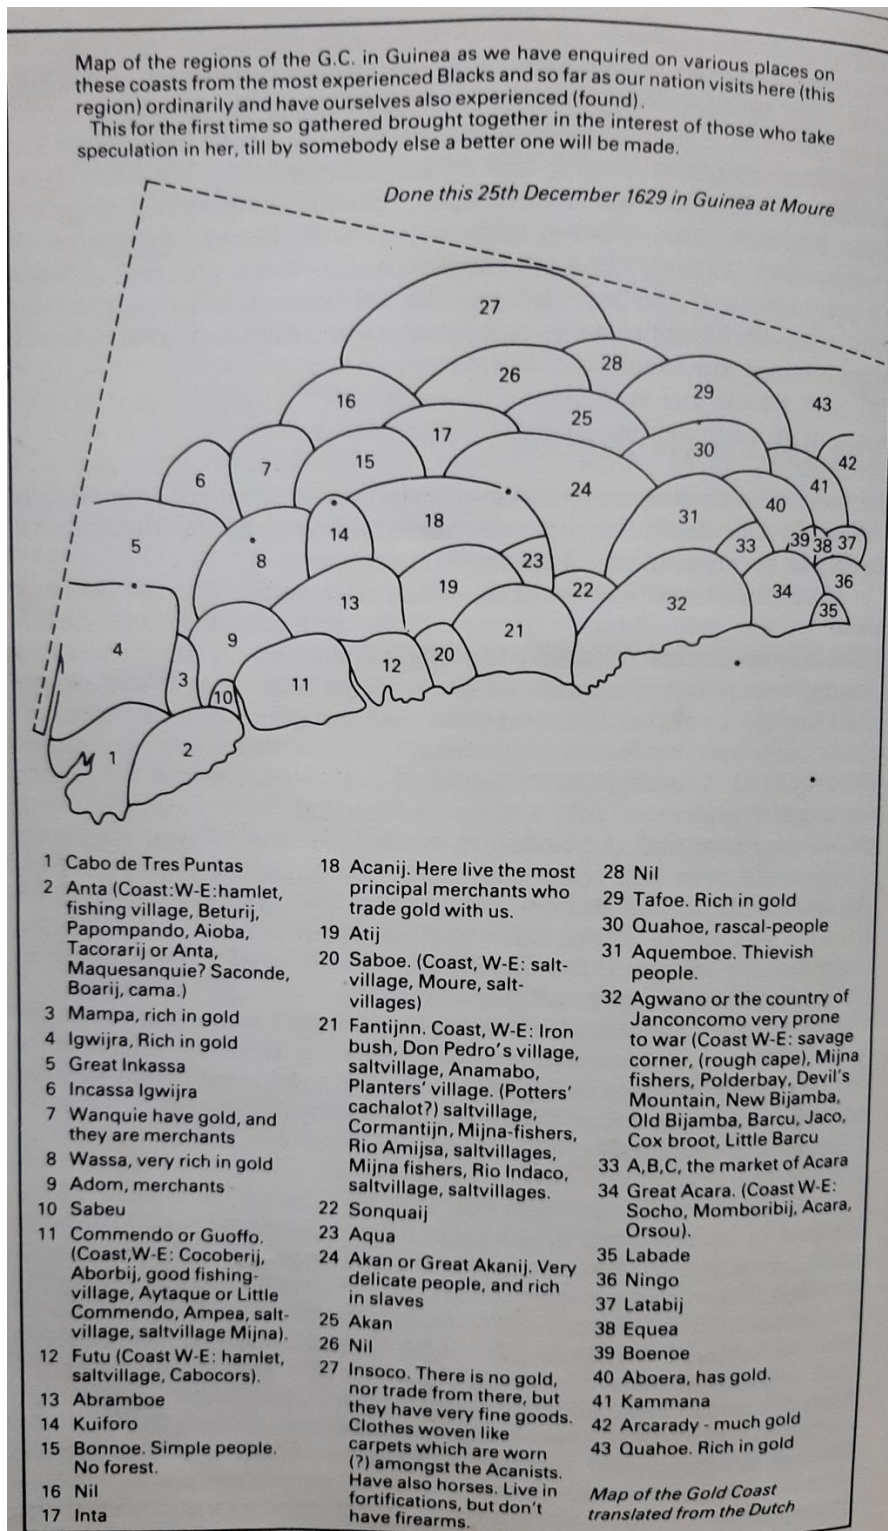 Map of the regions of the G.C. in Guinea as we have enquired on various places on
these coasts from the most experienced Blacks and so far as our nation visits here (this
region) ordinarily and have ourselves also experienced (found).
This for the first time so gathered brought together in the interest of those who take
speculation in her, till by somebody else a better one will be made.
Done this 25th December 1629 in Guinea at Moure
27
28
26
29
16
43
25
17
30
42
15
7
6
24
41
40
31
18
14
5
39 38 37
33
8
23
36
22
19
34
13
32
35
21
9
4
20
12
3
11
10
2
1
1 Cabo de Tres Puntas
2 Anta (Coast:W-E:hamlet,
fishing village, Beturij,
Papompando, Aioba,
Tacorarij or Anta,
Maquesanquie? Saconde,
Boarij, cama.)
3 Mampa, rich in gold
4 Igwijra, Rich in gold
5 Great Inkassa
6 Incassa Igwijra
7 Wanquie have gold, and
they are merchants
8 Wassa, very rich in gold
9 Adom, merchants
10 Sabeu
11 Commendo or Guoffo.
(Coast,W-E: Cocoberij,
Aborbij, good fishing-
village, Aytaque or Little
Commendo, Ampea, salt-
village, saltvillage Mijna).
12 Futu (Coast W-E: hamlet,
saltvillage, Cabocors).
13 Abramboe
14 Kuiforo
15 Bonnoe. Simple people.
No forest.
16 Nil
17 Inta
18 Acanij. Here live the most
principal merchants who
trade gold with us.
19 Atij
20 Saboe. (Coast, W-E: salt-
village, Moure, salt-
villages)
21 Fantijnn. Coast, W-E: Iron
bush, Don Pedro's village,
saltvillage, Anamabo,
Planters' village. (Potters'
cachalot?) saltvillage,
Cormantijn, Mijna-fishers,
Rio Amijsa, saltvillages,
Mijna fishers, Rio Indaco,
saltvillage, saltvillages.
22 Sonquaij
23 Aqua
24 Akan or Great Akanij. Very
delicate people, and rich
in slaves
25 Akan
26 Nil
27 Insoco. There is no gold,
nor trade from there, but
they have very fine goods.
Clothes woven like
carpets which are worn
(?) amongst the Acanists.
Have also horses. Live in
fortifications, but don't
have firearms.
28 Nil
29 Tafoe. Rich in gold
30 Quahoe, rascal-people
31 Aquemboe. Thievish
people.
32 Agwano or the country of
Janconcomo very prone
to war (Coast W-E: savage
corner, (rough cape), Mijna
fishers, Polderbay, Devil's
Mountain, New Bijamba,
Old Bijamba, Barcu, Jaco,
Cox broot, Little Barcu
33 A,B,C, the market of Acara
34 Great Acara. (Coast W-E:
Socho, Momboribij, Acara,
Orsou).
35 Labade
36 Ningo
37 Latabij
38 Equea
39 Boenoe
40 Aboera, has gold.
41 Kammana
42 Arcarady - much gold
43 Quahoe. Rich in gold
Map of the Gold Coast
translated from the Dutch